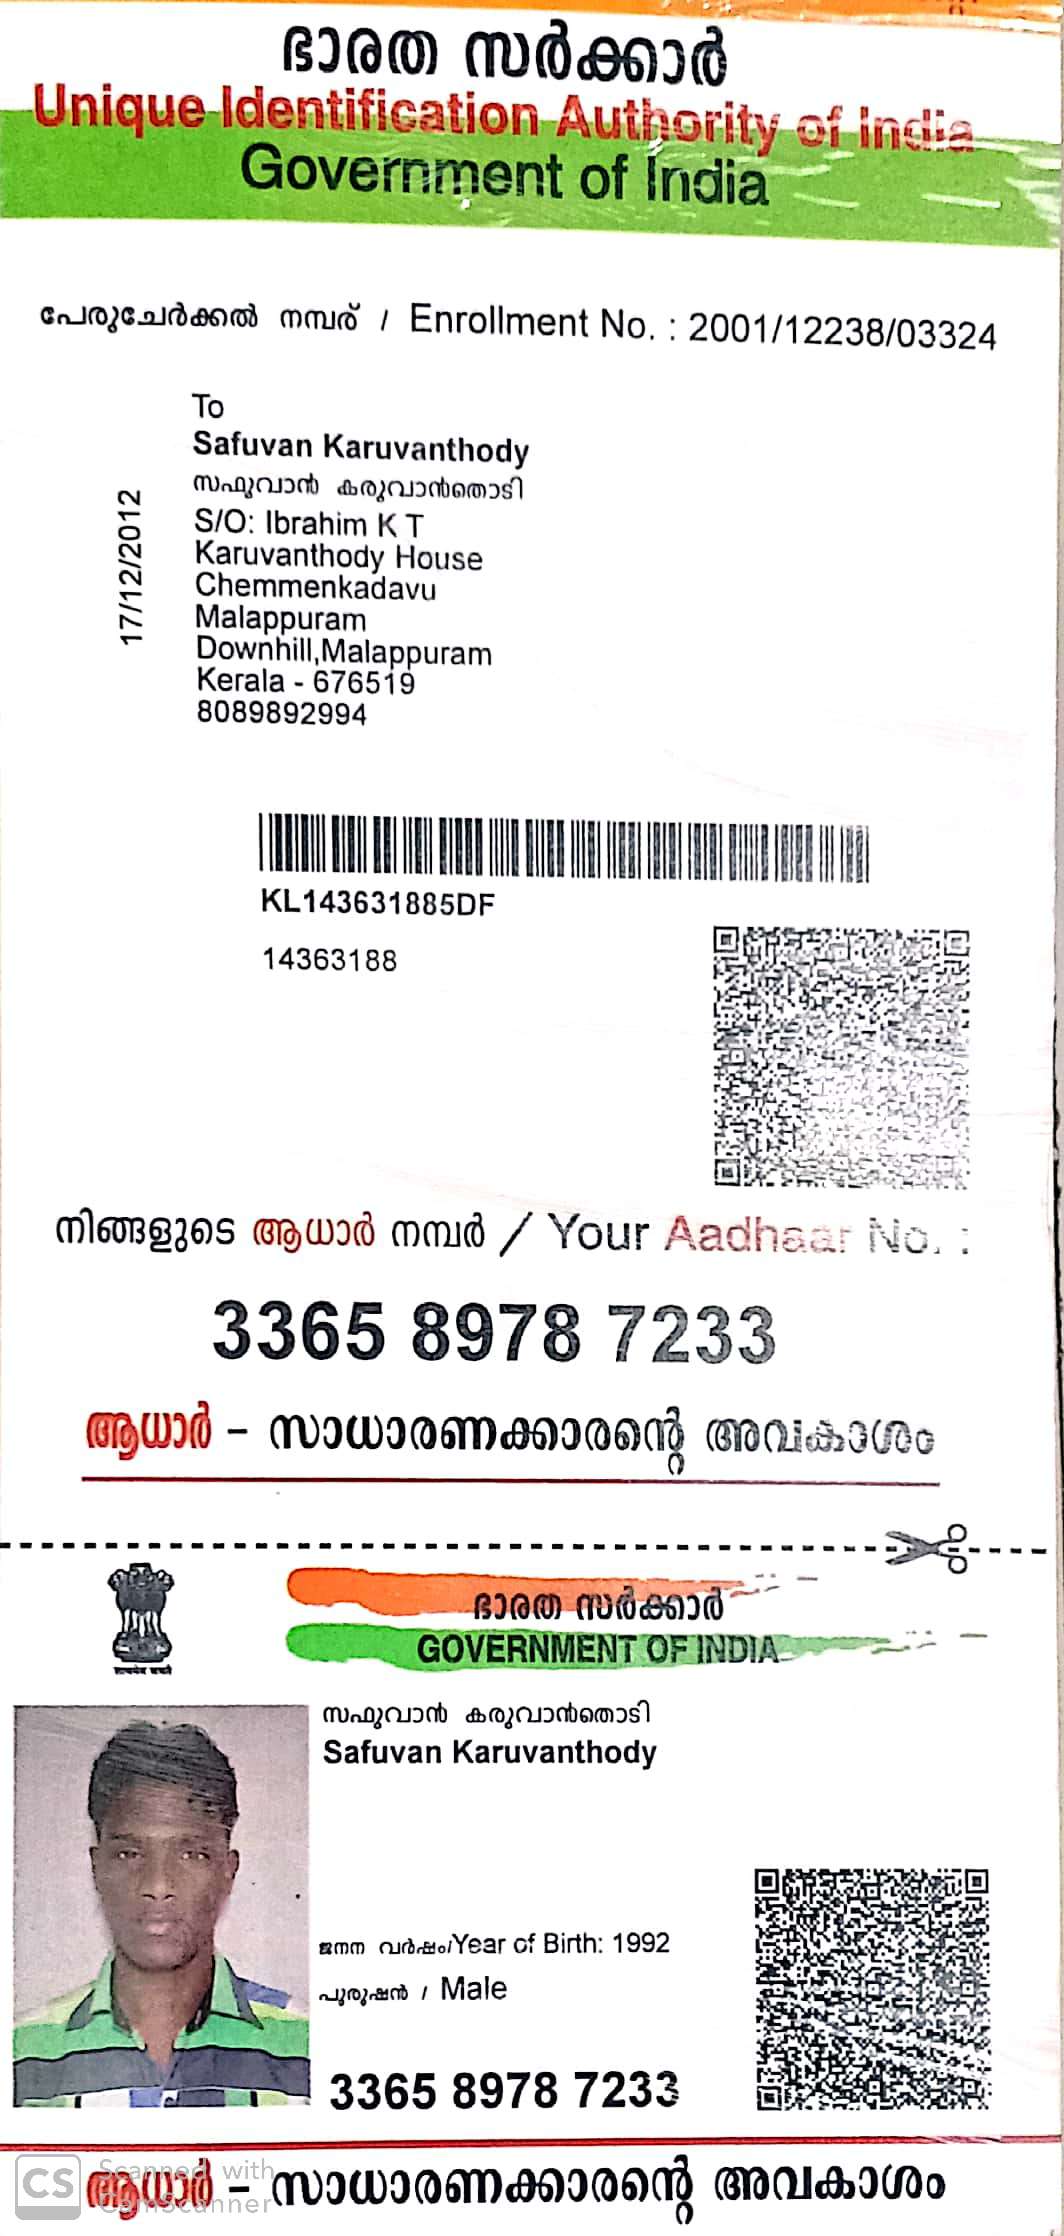 ഭാരത സർക്കാർ
Unique Identification Authority of India
Government of India
പേരുചേർക്കൽ നമ്പര് / Enrollment No. : 2001/12238/03324
To
Safuvan Karuvanthody
സഫുവാൻ കരുവാൻതൊടി
S/O: Ibrahim K T
Karuvanthody House
Chemmenkadavu
Malappuram
Downhill,Malappuram
Kerala - 676519
8089892994
17/12/2012
KL143631885DF
14363188
നിങ്ങളുടെ ആധാർ നമ്പർ / Your Aadhaar No. :
3365 8978 7233
ആധാർ - സാധാരണക്കാരന്റെ അവകാശം
ഭാരത സർക്കാർ
GOVERNMENT OF INDIA
സഫുവാൻ കരുവാൻതൊടി
Safuvan Karuvanthody
ജനന വർഷം/Year of Birth: 1992
പുരുഷൻ / Male
3365 8978 7233
ആധാർ - സാധാരണക്കാരന്റെ അവകാശം
CS Scanned with
CamScanner